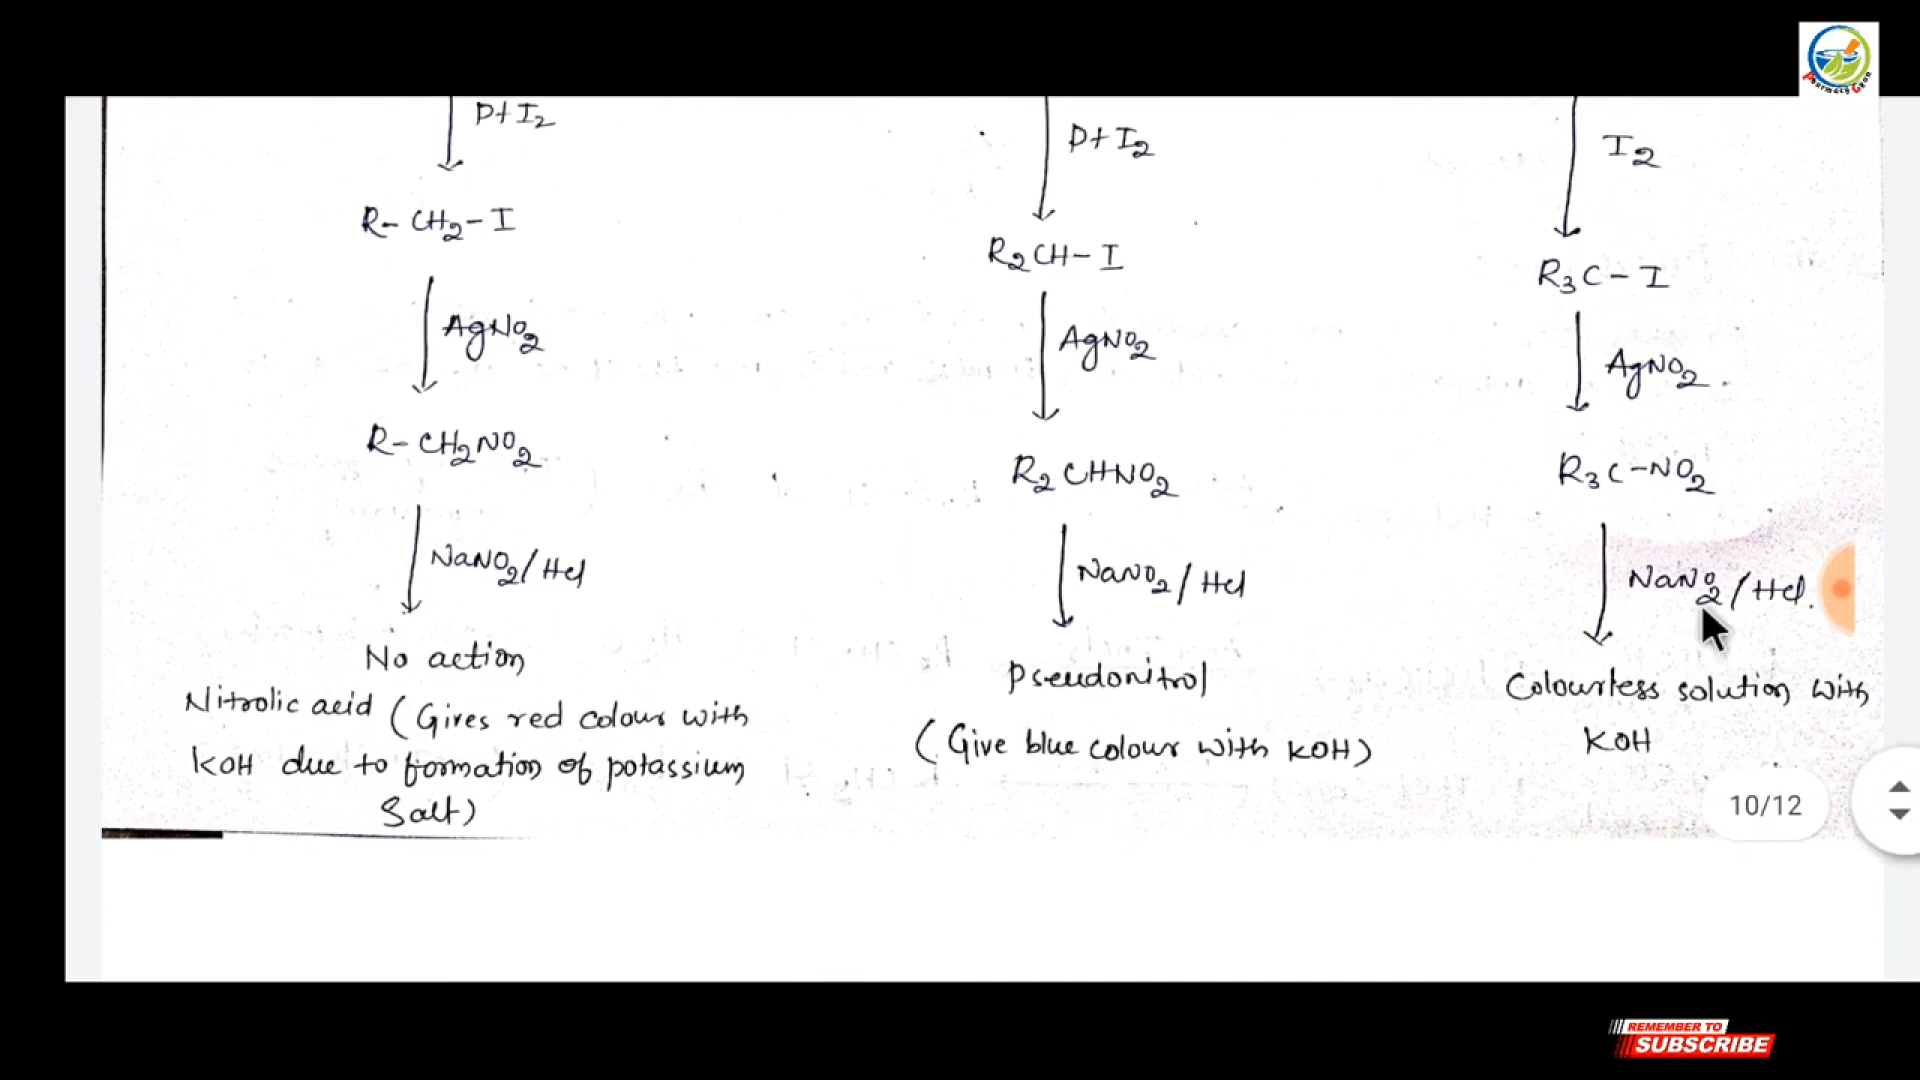 P+I2
P+I2
I2
R-CH2-I
R2CH-I
R3C-I
AgNO2
AgNO2
AgNO2.
R-CH2NO2
R2CHNO2
R3C-NO2
NaNO2/Hcl
NaNO2/Hcl
NaNO2/Hcl.
No action
Nitrolic acid (Gives red colour with
KOH due to formation of potassium
Salt)
Pseudonitrol
(Give blue colour with KOH)
Colourless solution with
KOH
10/12
Pharmacy Gyan
REMEMBER TO
SUBSCRIBE